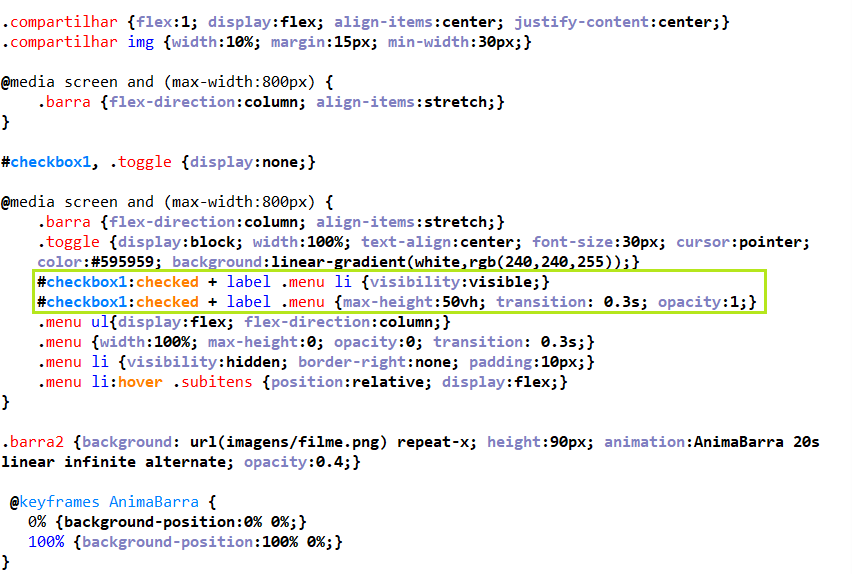 .compartilhar {flex:1; display:flex; align-items:center; justify-content:center;}
.compartilhar img {width:10%; margin:15px; min-width:30px;}
@media screen and (max-width:800px) {
.barra {flex-direction:column; align-items:stretch;}
}
#checkbox1, .toggle {display:none;}
@media screen and (max-width:800px) {
.barra {flex-direction:column; align-items:stretch;}
.toggle {display:block; width:100%; text-align:center; font-size:30px; cursor:pointer;
color:#595959; background:linear-gradient(white,rgb(240,240,255));}
#checkbox1:checked + label .menu li {visibility:visible;}
#checkbox1:checked + label .menu {max-height:50vh; transition: 0.3s; opacity:1;}
.menu ul{display:flex; flex-direction:column;}
.menu {width:100%; max-height:0; opacity:0; transition: 0.3s;}
.menu li {visibility:hidden; border-right:none; padding:10px;}
.menu li:hover .subitens {position:relative; display:flex;}
}
.barra2 {background: url(imagens/filme.png) repeat-x; height:90px; animation:AnimaBarra 20s
linear infinite alternate; opacity:0.4;}
@keyframes AnimaBarra {
0% {background-position:0% 0%;}
100% {background-position:100% 0%;}
}